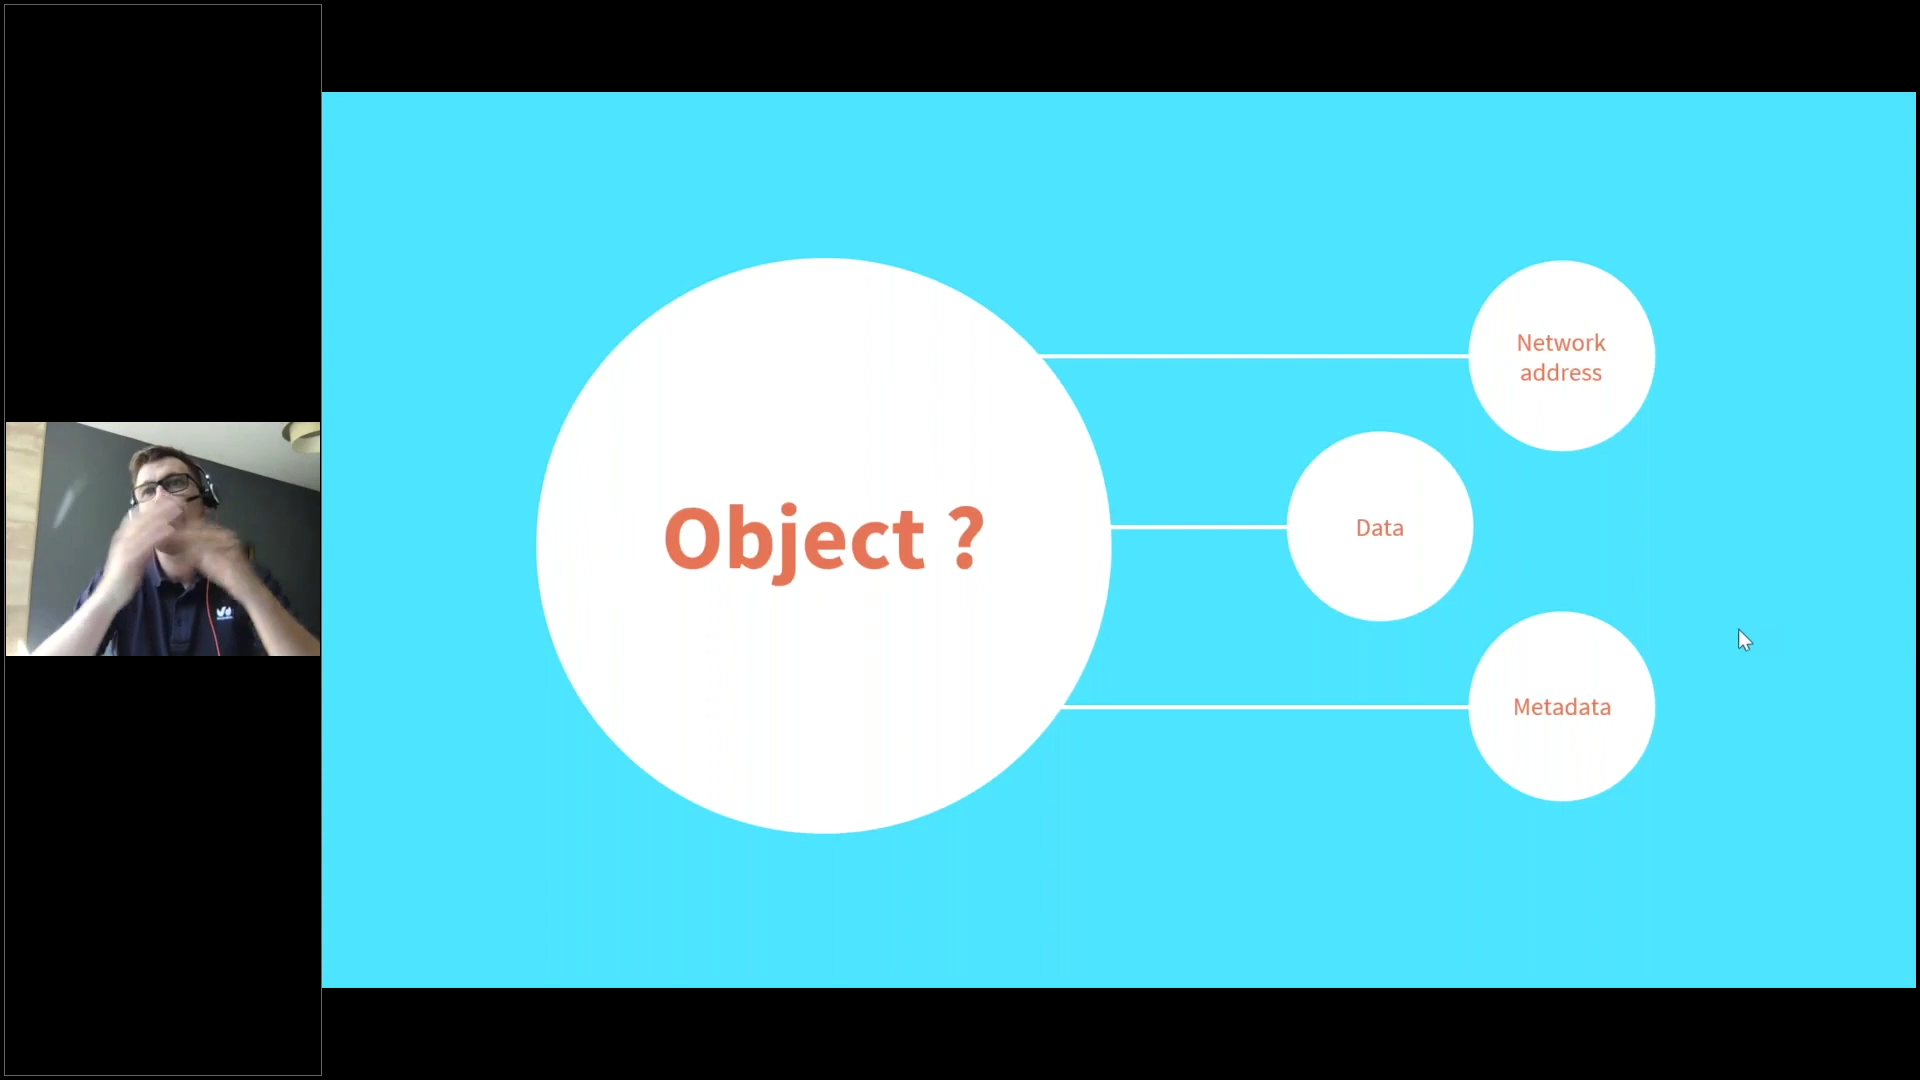 Object ?
Network
address
Data
Metadata